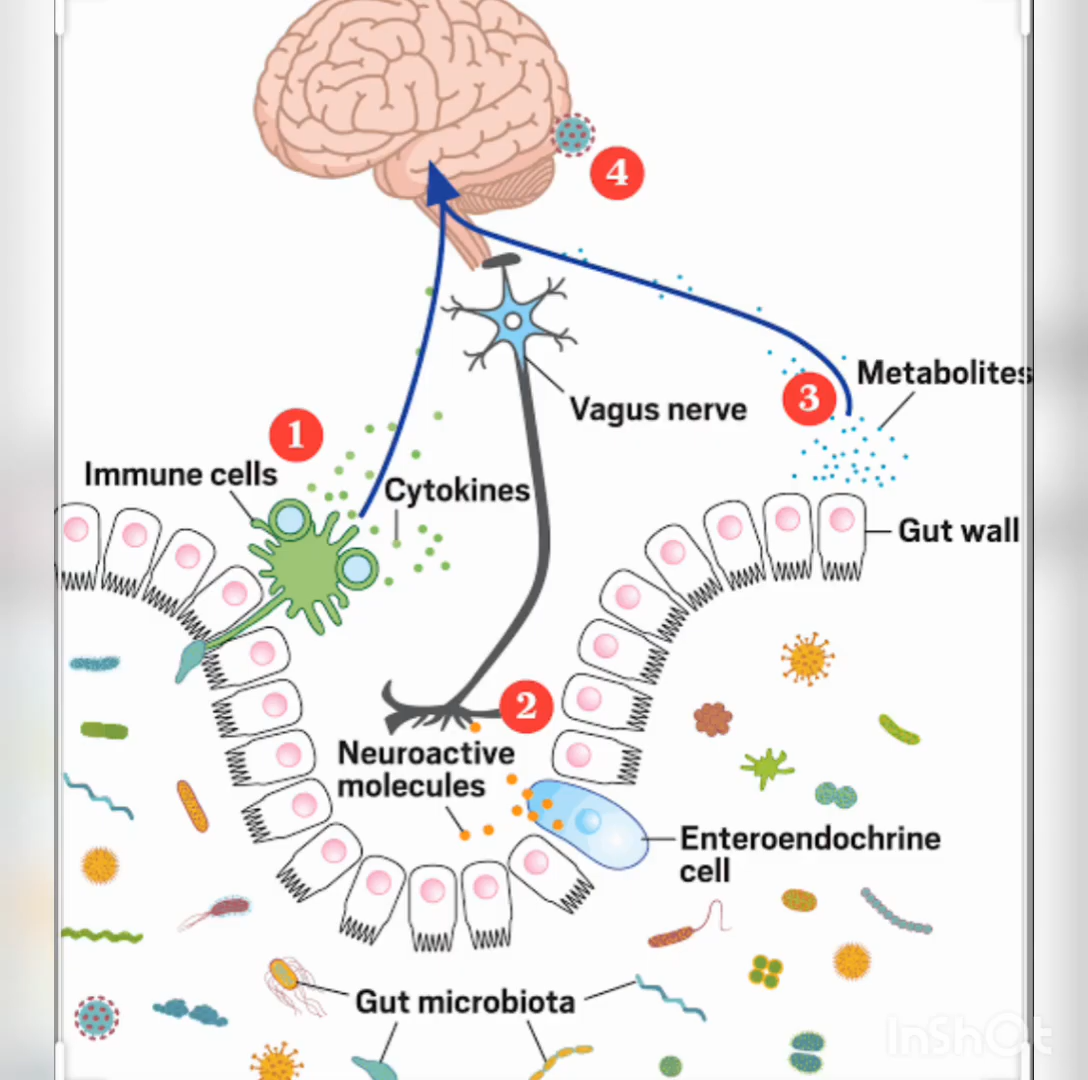 4
Metabolites
3
Vagus nerve
1
Immune cells
Cytokines
Gut wall
2
Neuroactive
molecules
Enteroendochrine
cell
Gut microbiota
InShOt